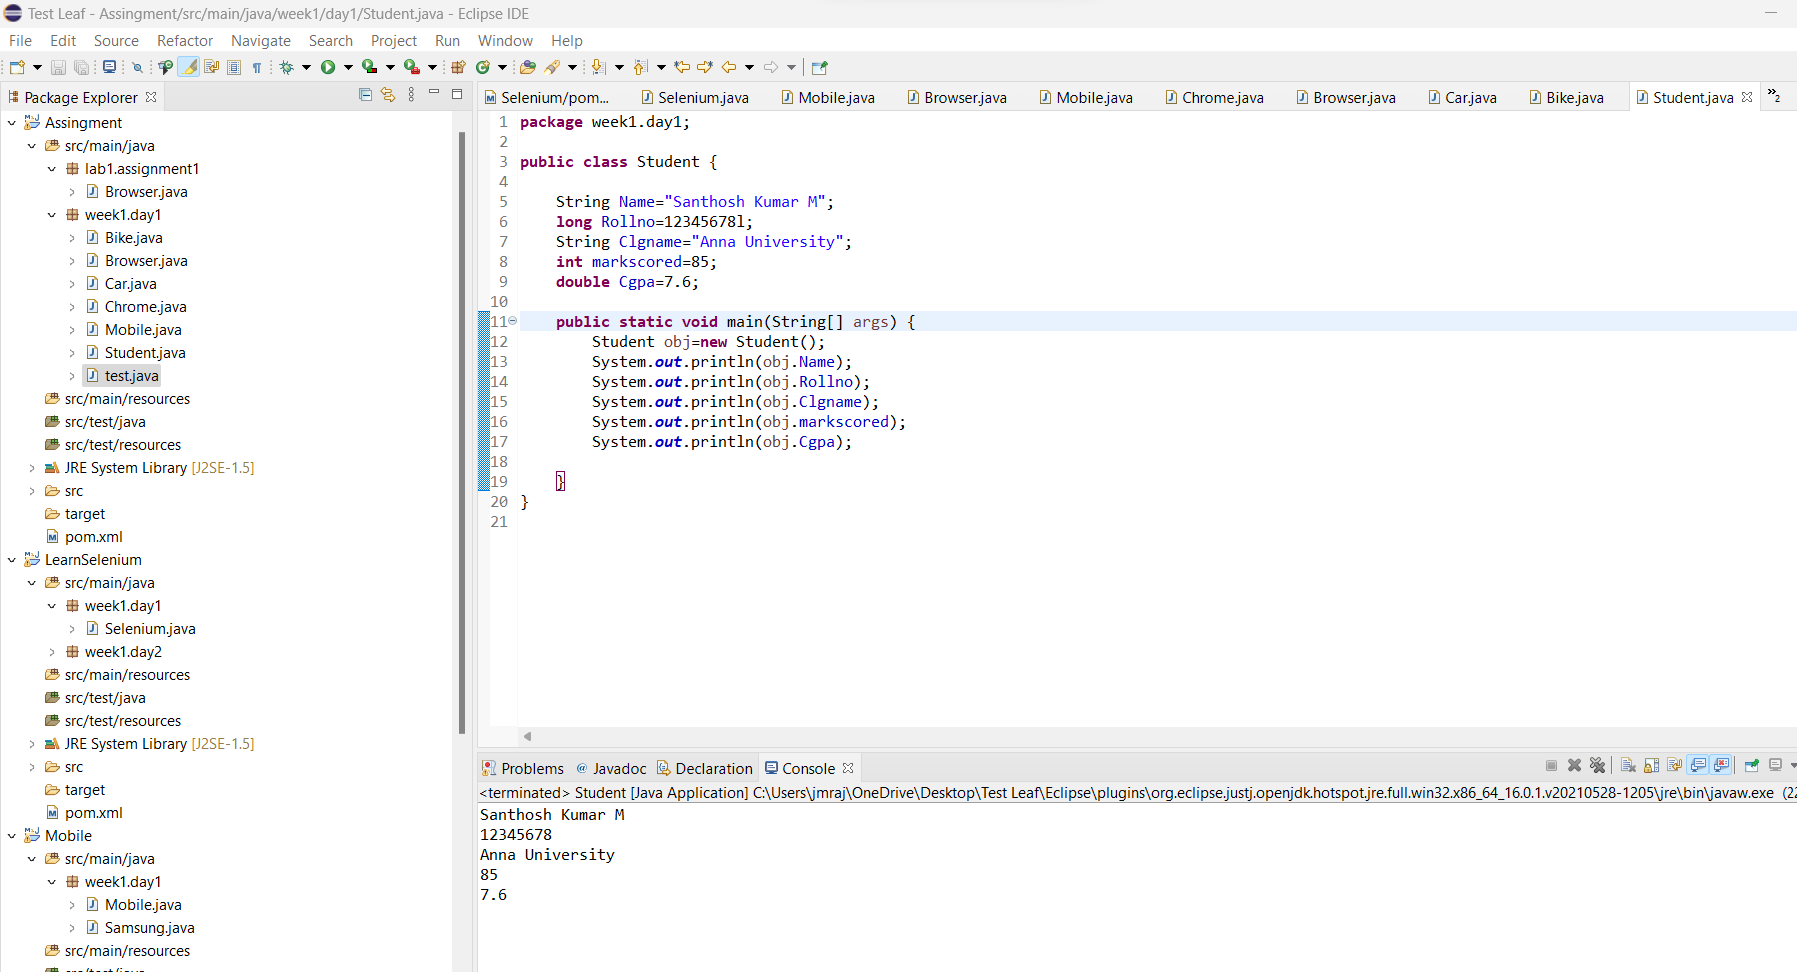 Test Leaf - Assingment/src/main/java/week1/day1/Student.java - Eclipse IDE
File Edit Source Refactor Navigate Search Project Run Window Help
Package Explorer
Assingment
src/main/java
lab1.assignment1
Browser.java
week1.day1
Bike.java
Browser.java
Car.java
Chrome.java
Mobile.java
Student.java
test.java
src/main/resources
src/test/java
src/test/resources
JRE System Library [J2SE-1.5]
src
target
pom.xml
LearnSelenium
src/main/java
week1.day1
Selenium.java
week1.day2
src/main/resources
src/test/java
src/test/resources
JRE System Library [J2SE-1.5]
src
target
pom.xml
Mobile
src/main/java
week1.day1
Mobile.java
Samsung.java
src/main/resources
Selenium/pom... Selenium.java Mobile.java Browser.java Mobile.java Chrome.java Browser.java Car.java Bike.java Student.java »2
1 package week1.day1;
2
3 public class Student {
4
5 String Name="Santhosh Kumar M";
6 long Rollno=12345678l;
7 String Clgname="Anna University";
8 int markscored=85;
9 double Cgpa=7.6;
10
11 public static void main(String[] args) {
12 Student obj=new Student();
13 System.out.println(obj.Name);
14 System.out.println(obj.Rollno);
15 System.out.println(obj.Clgname);
16 System.out.println(obj.markscored);
17 System.out.println(obj.Cgpa);
18
19 }
20 }
21
Problems @ Javadoc Declaration Console
<terminated> Student [Java Application] C:\Users\jmraj\OneDrive\Desktop\Test Leaf\Eclipse\plugins\org.eclipse.justj.openjdk.hotspot.jre.full.win32.x86_64_16.0.1.v20210528-1205\jre\bin\javaw.exe (22
Santhosh Kumar M
12345678
Anna University
85
7.6